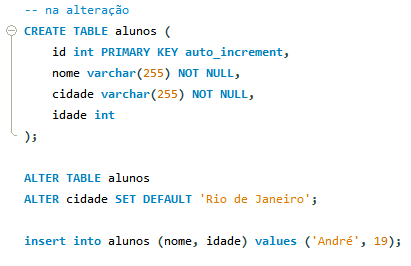 -- na alteração
CREATE TABLE alunos (
id int PRIMARY KEY auto_increment,
nome varchar(255) NOT NULL,
cidade varchar(255) NOT NULL,
idade int
);
ALTER TABLE alunos
ALTER cidade SET DEFAULT 'Rio de Janeiro';
insert into alunos (nome, idade) values ('André', 19);